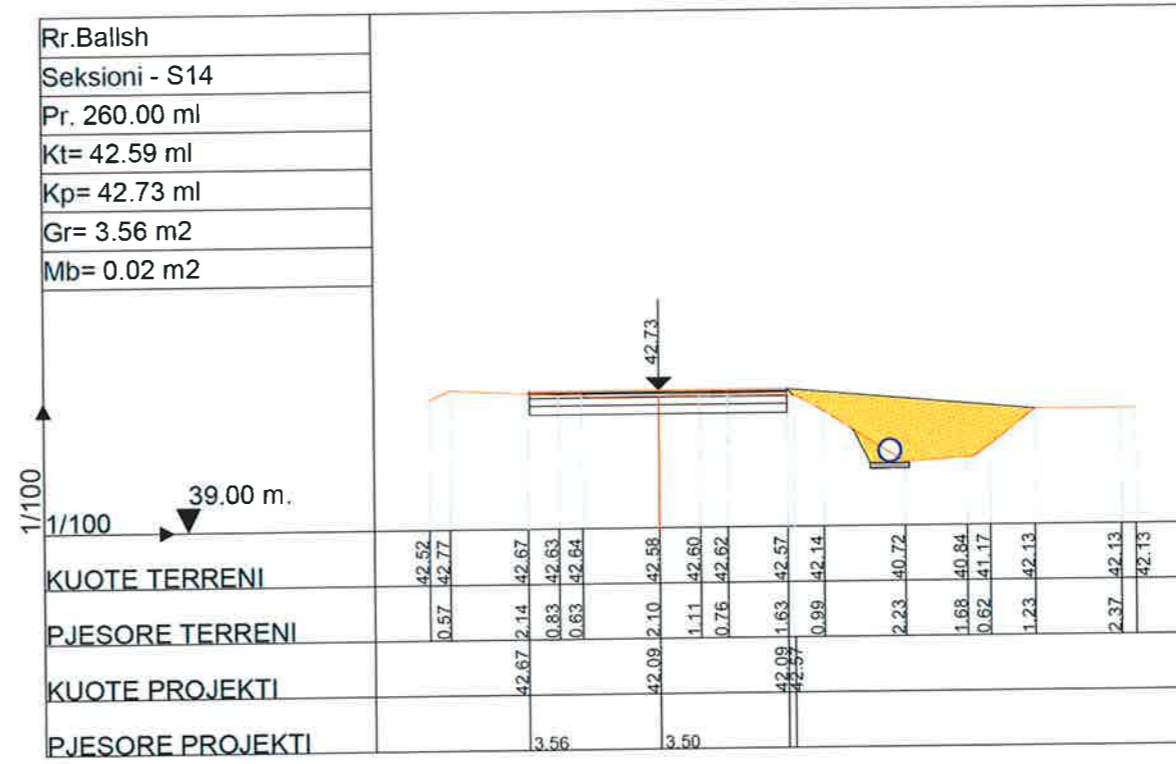 Rr.Ballsh
Seksioni - S14
Pr. 260.00 ml
Kt= 42.59 ml
Kp= 42.73 ml
Gr= 3.56 m2
Mb= 0.02 m2
42.73
1/100
39.00 m.
1/100
KUOTE TERRENI 42.52 42.77 42.67 42.63 42.64 42.58 42.60 42.62 42.57 42.14 40.72 40.84 41.17 42.13 42.13 42.13
PJESORE TERRENI 0.57 2.14 0.83 0.63 2.10 1.11 0.76 1.63 0.99 2.23 1.68 0.62 1.23 2.37
KUOTE PROJEKTI 42.67 42.09 42.09 42.57
PJESORE PROJEKTI 3.56 3.50